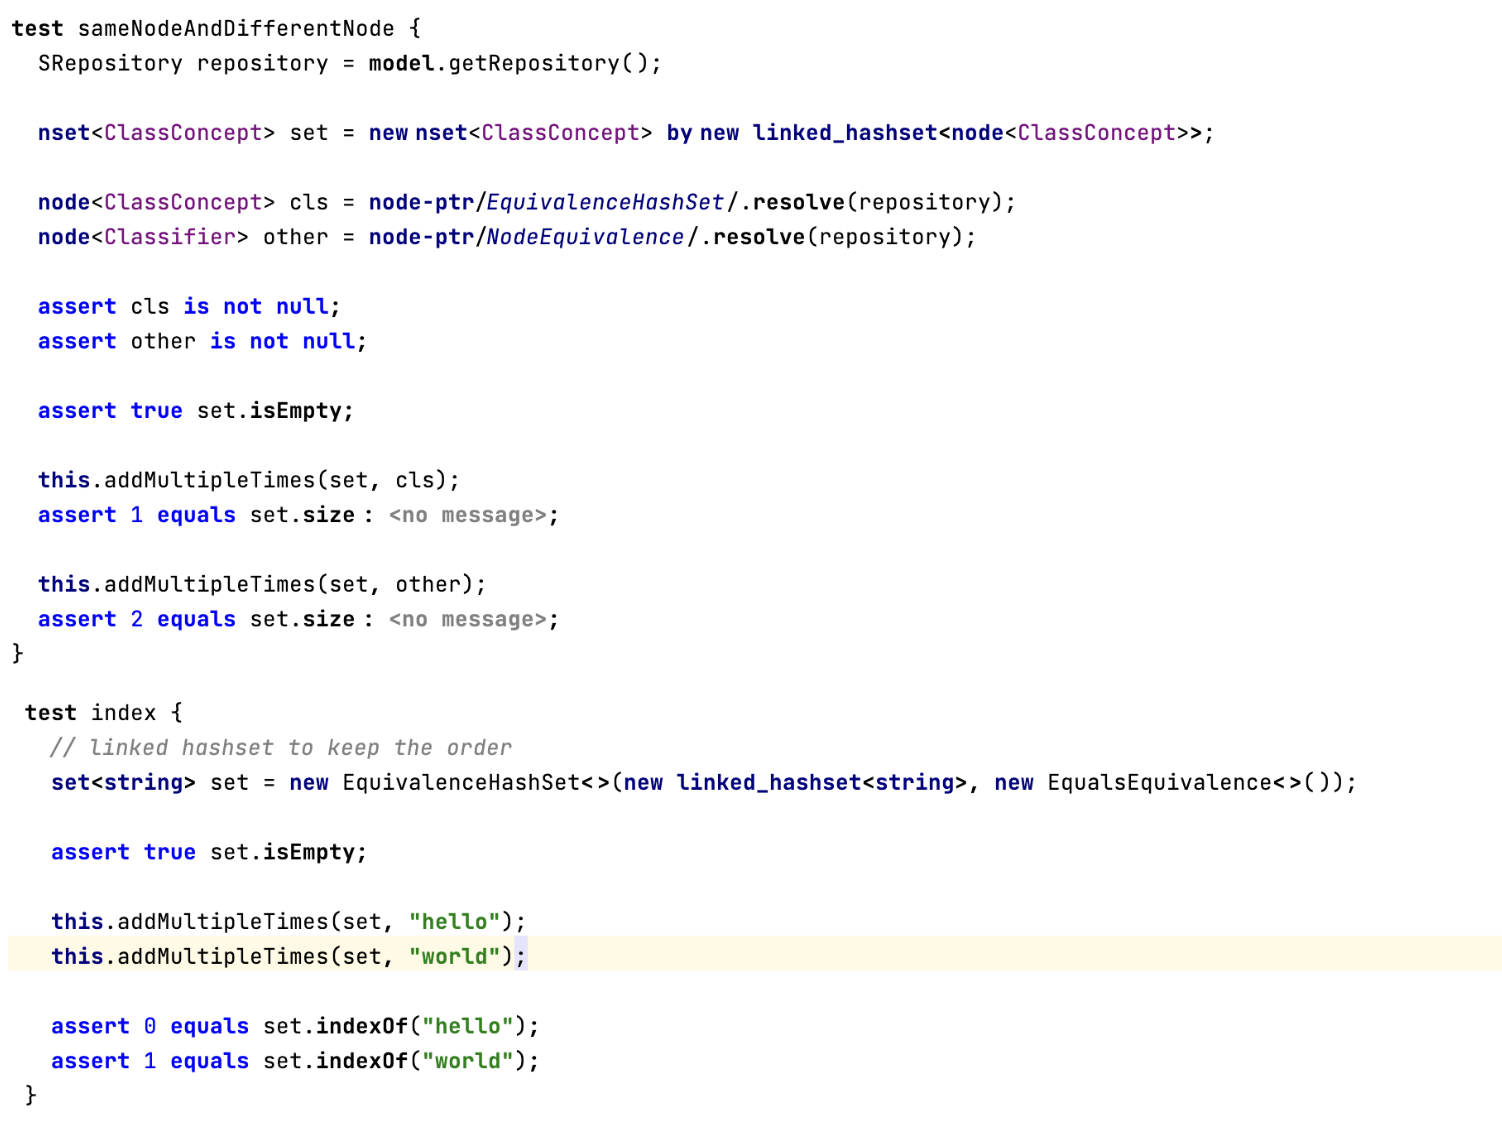 test sameNodeAndDifferentNode {
SRepository repository = model.getRepository();
nset<ClassConcept> set = new nset<ClassConcept> by new linked_hashset<node<ClassConcept>>;
node<ClassConcept> cls = node-ptr/EquivalenceHashSet/.resolve(repository);
node<Classifier> other = node-ptr/NodeEquivalence/.resolve(repository);
assert cls is not null;
assert other is not null;
assert true set.isEmpty;
this.addMultipleTimes(set, cls);
assert 1 equals set.size : <no message>;
this.addMultipleTimes(set, other);
assert 2 equals set.size : <no message>;
}
test index {
// linked hashset to keep the order
set<string> set = new EquivalenceHashSet<>(new linked_hashset<string>, new EqualsEquivalence<>());
assert true set.isEmpty;
this.addMultipleTimes(set, "hello");
this.addMultipleTimes(set, "world");
assert 0 equals set.indexOf("hello");
assert 1 equals set.indexOf("world");
}